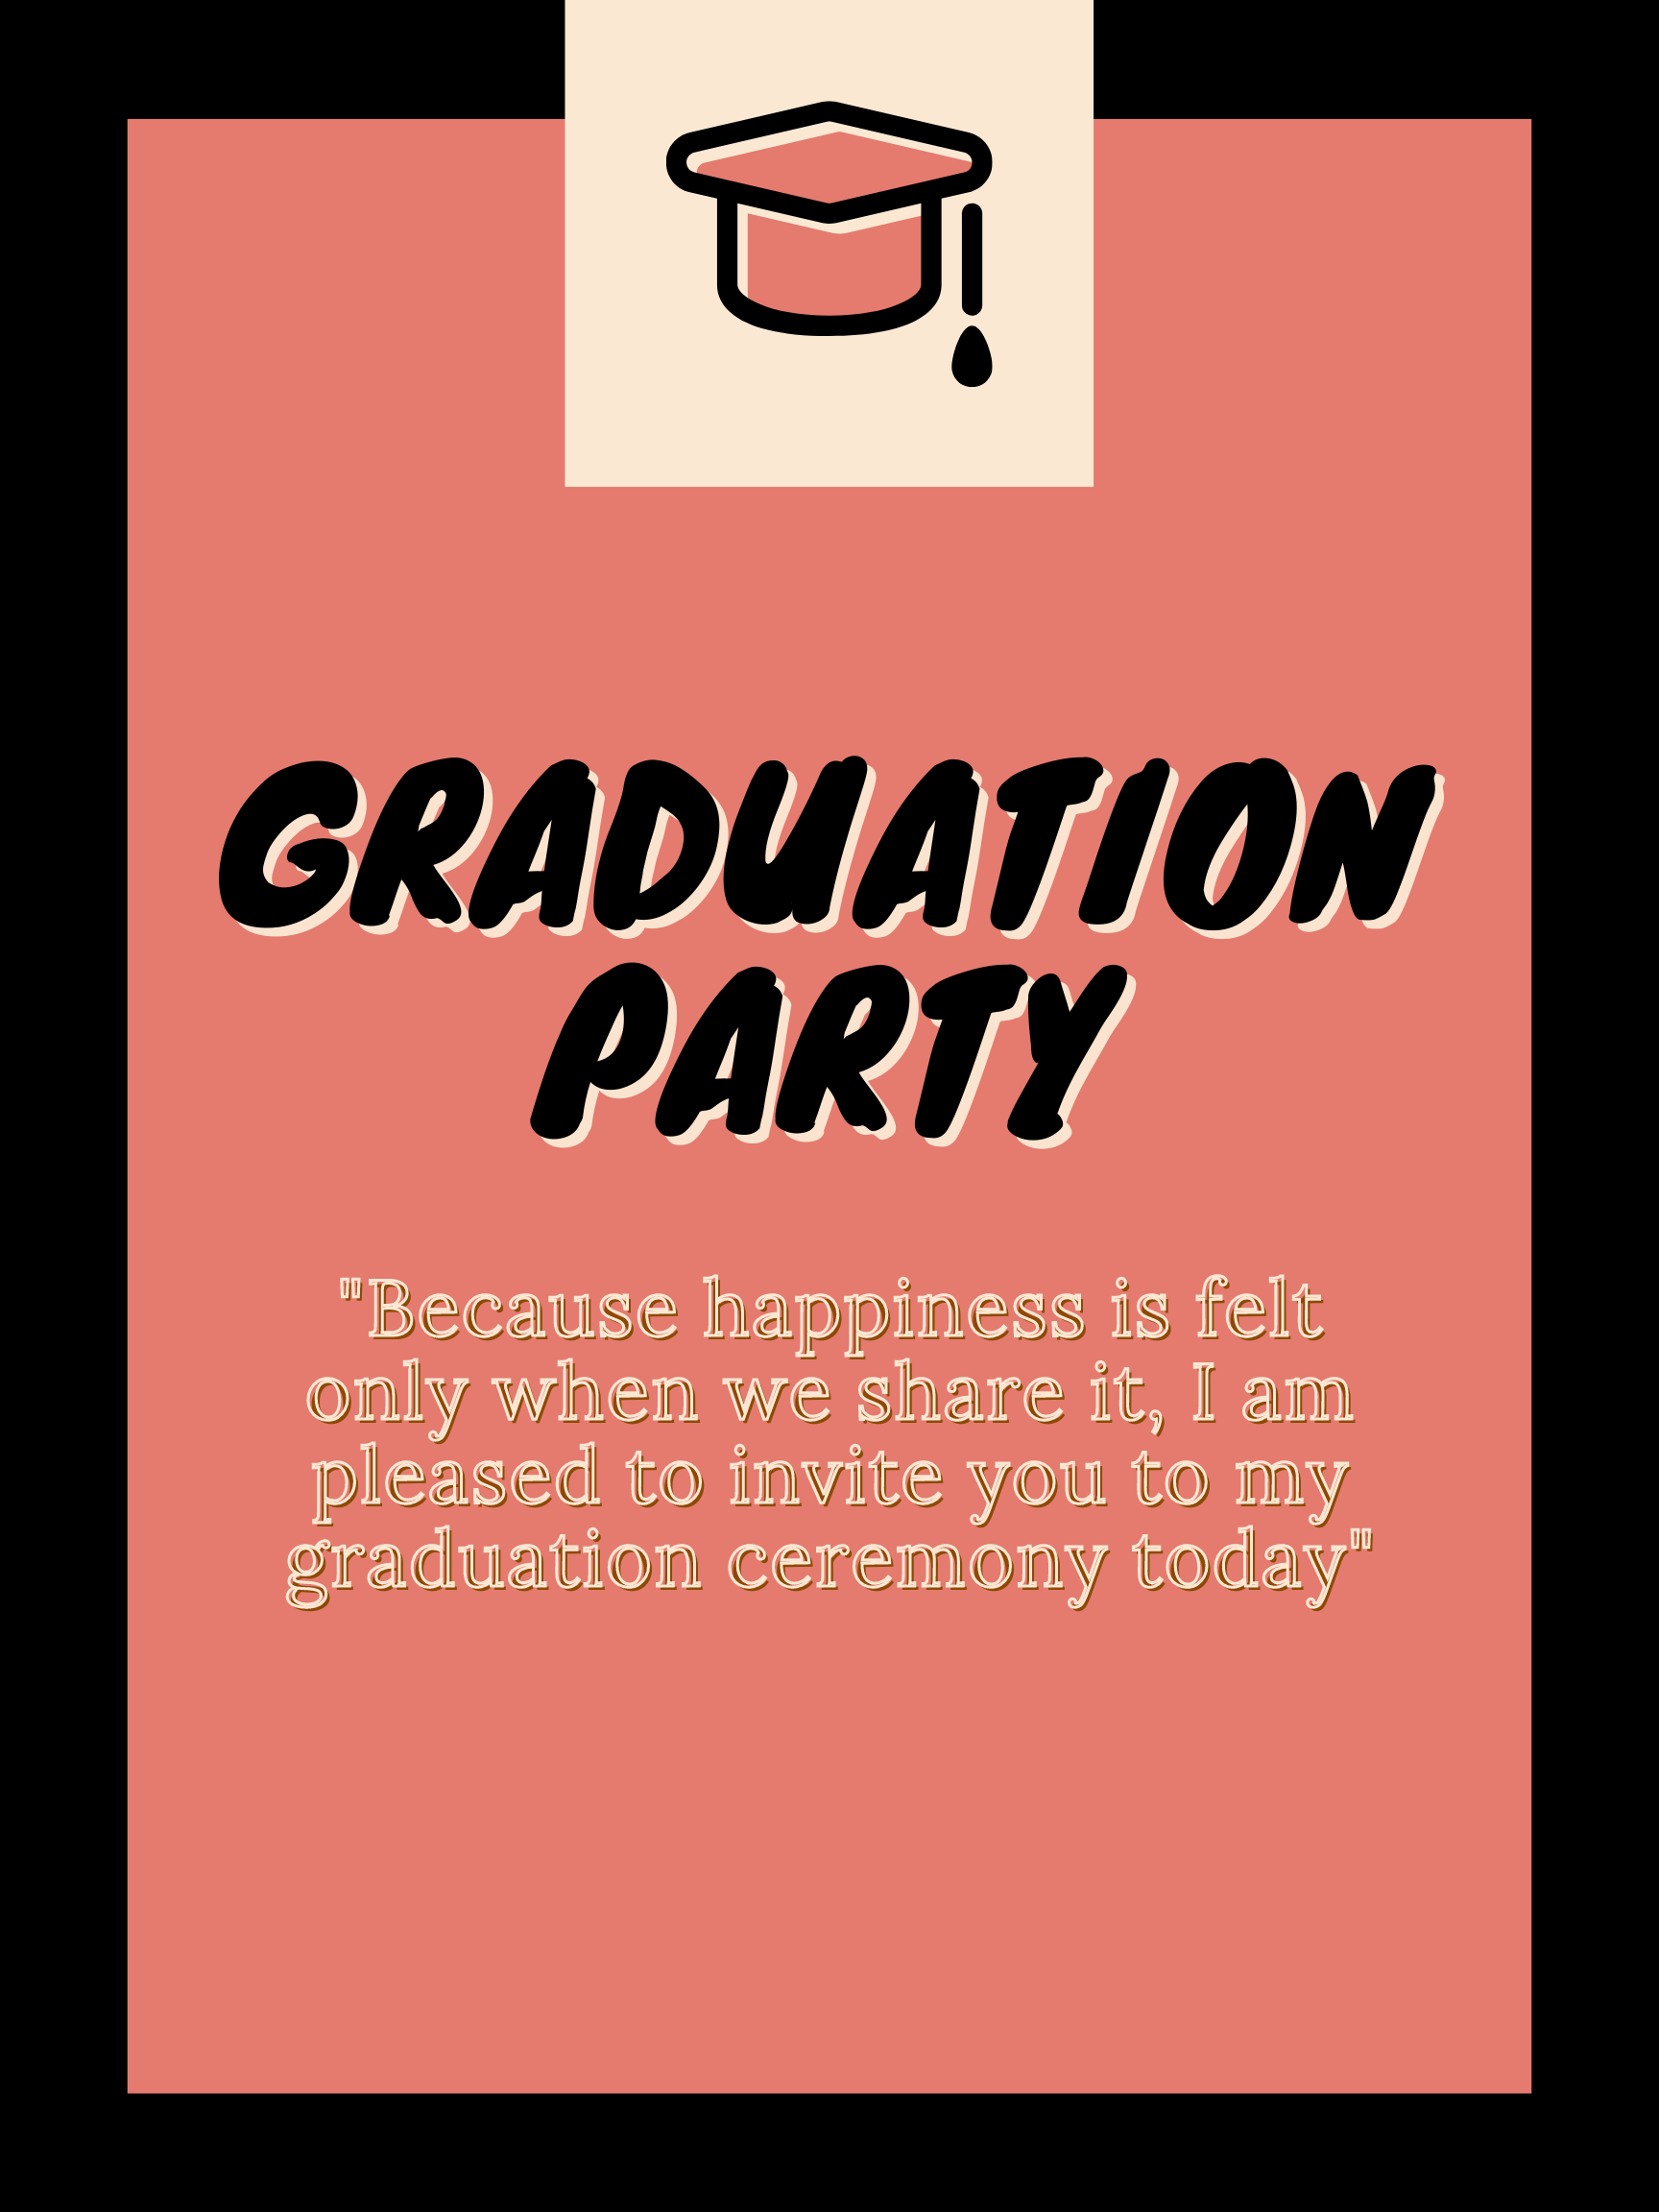 GRADUATION
PARTY
"Because happiness is felt
only when we share it, I am
pleased to invite you to my
graduation ceremony today"